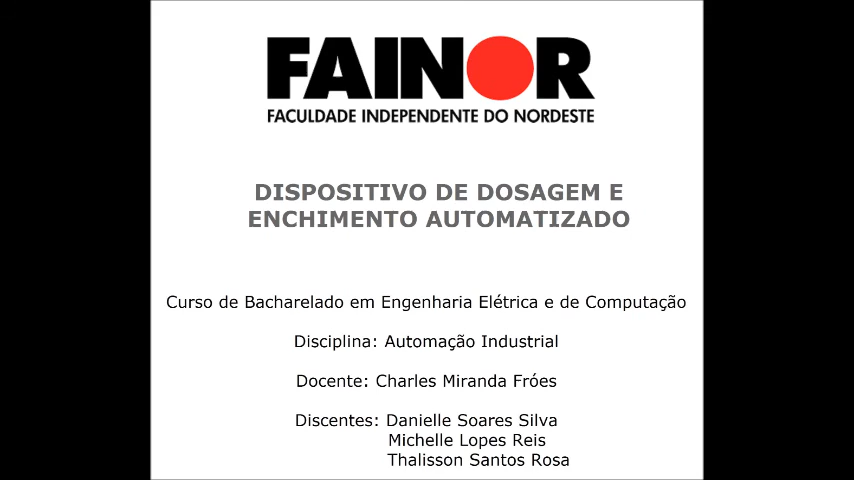 FAINOR
FACULDADE INDEPENDENTE DO NORDESTE
DISPOSITIVO DE DOSAGEM E
ENCHIMENTO AUTOMATIZADO
Curso de Bacharelado em Engenharia Elétrica e de Computação
Disciplina: Automação Industrial
Docente: Charles Miranda Fróes
Discentes: Danielle Soares Silva
Michelle Lopes Reis
Thalisson Santos Rosa